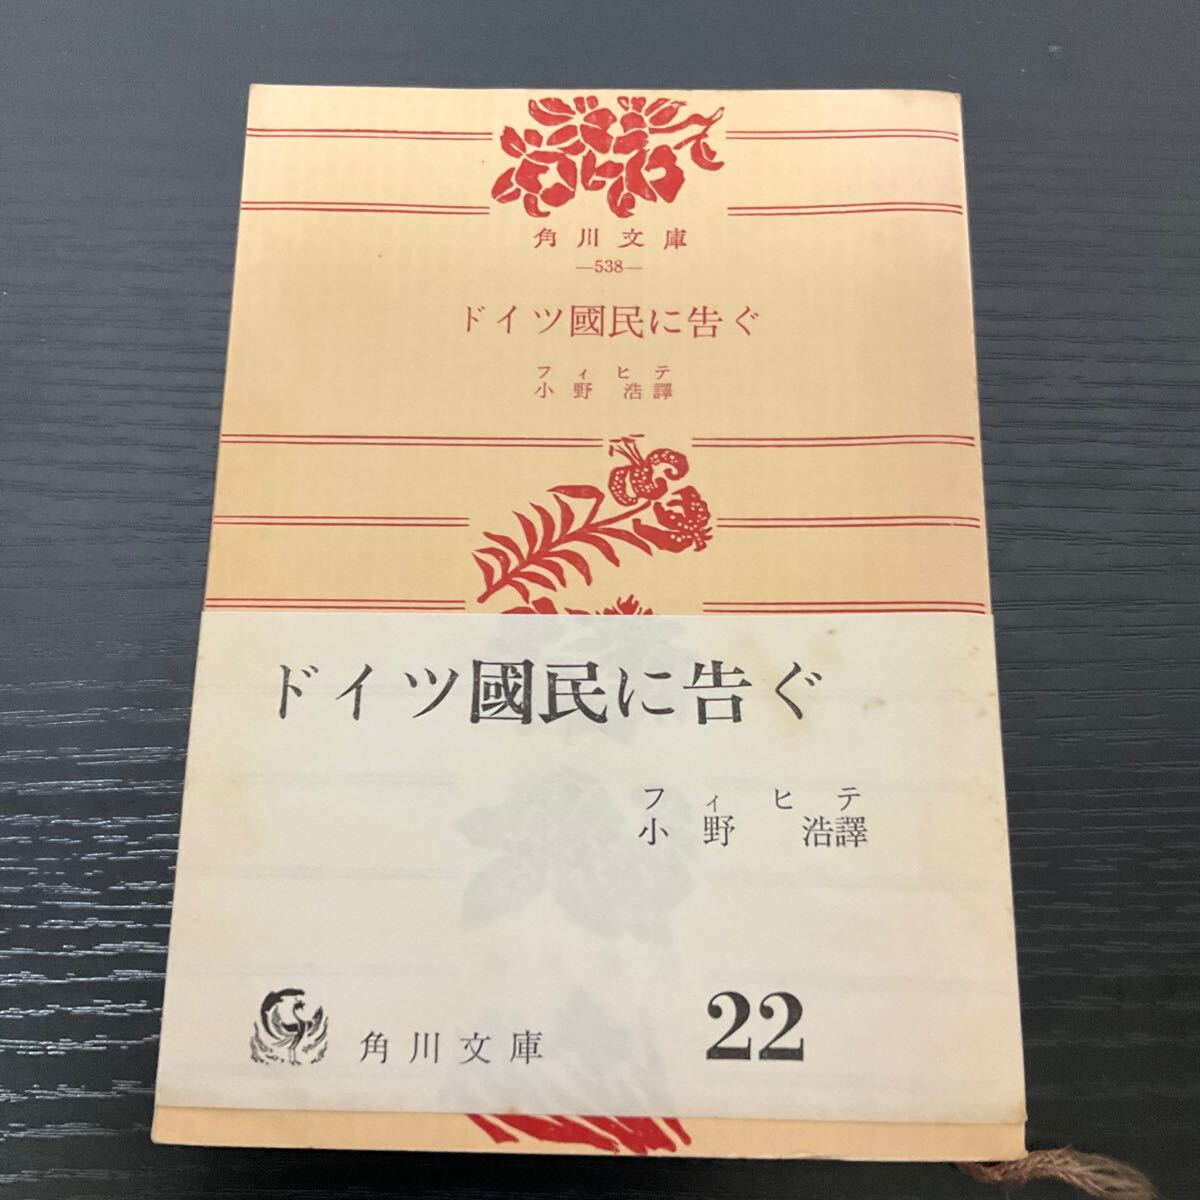 角川文庫
—538—
ドイツ國民に告ぐ
フィヒテ
小野浩譯
ドイツ國民に告ぐ
フィヒテ
小野 浩譯
角川文庫
22